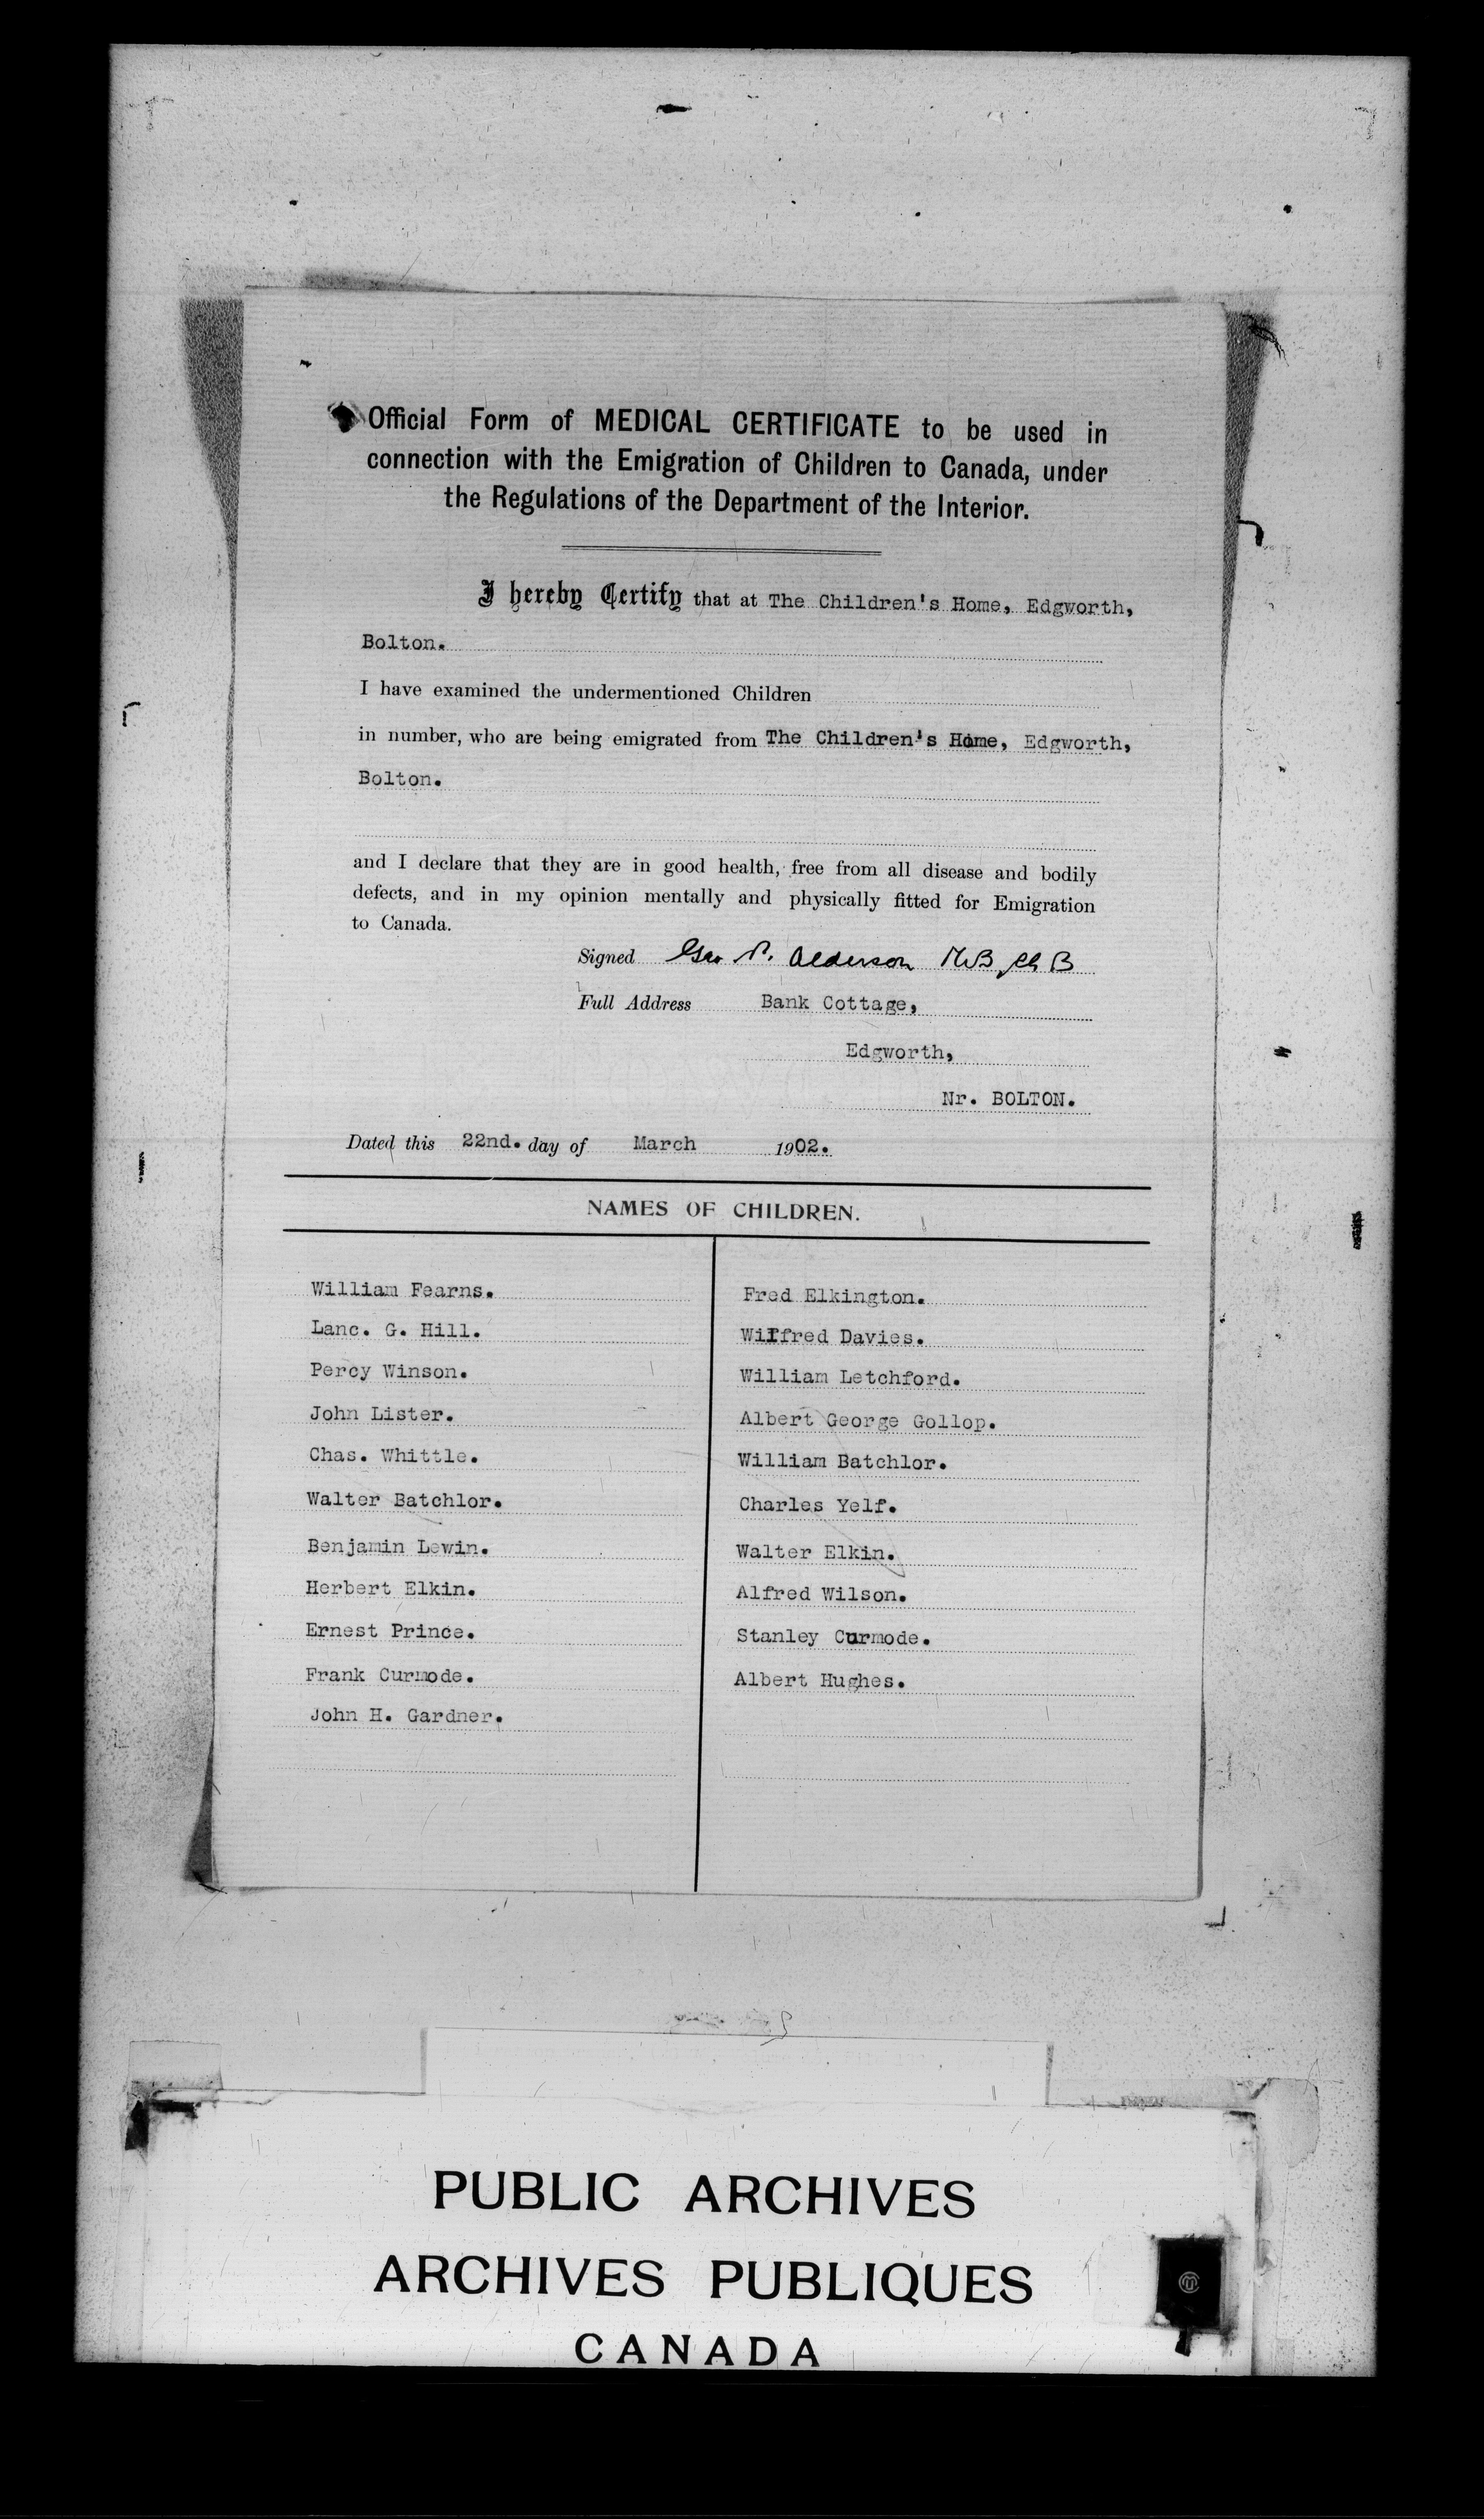 Official Form of MEDICAL CERTIFICATE to be used in
connection with the Emigration of Children to Canada, under
the Regulations of the Department of the Interior.
I hereby Certify that at The Children's Home, Edgworth,
Bolton.
I have examined the undermentioned Children
in number, who are being emigrated from The Children's Home, Edgworth,
Bolton.
and I declare that they are in good health, free from all disease and bodily
defects, and in my opinion mentally and physically fitted for Emigration
to Canada.
Signed Geo P. Alderson MB, Ch B
Full Address Bank Cottage,
Edgworth,
Nr. BOLTON.
Dated this 22nd. day of March 1902.
NAMES OF CHILDREN.
William Fearns.
Lanc. G. Hill.
Percy Winson.
John Lister.
Chas. Whittle.
Walter Batchlor.
Benjamin Lewin.
Herbert Elkin.
Ernest Prince.
Frank Curmode.
John H. Gardner.
Fred Elkington.
Wilfred Davies.
William Letchford.
Albert George Gollop.
William Batchlor.
Charles Yelf.
Walter Elkin.
Alfred Wilson.
Stanley Curmode.
Albert Hughes.
PUBLIC ARCHIVES
ARCHIVES PUBLIQUES
CANADA